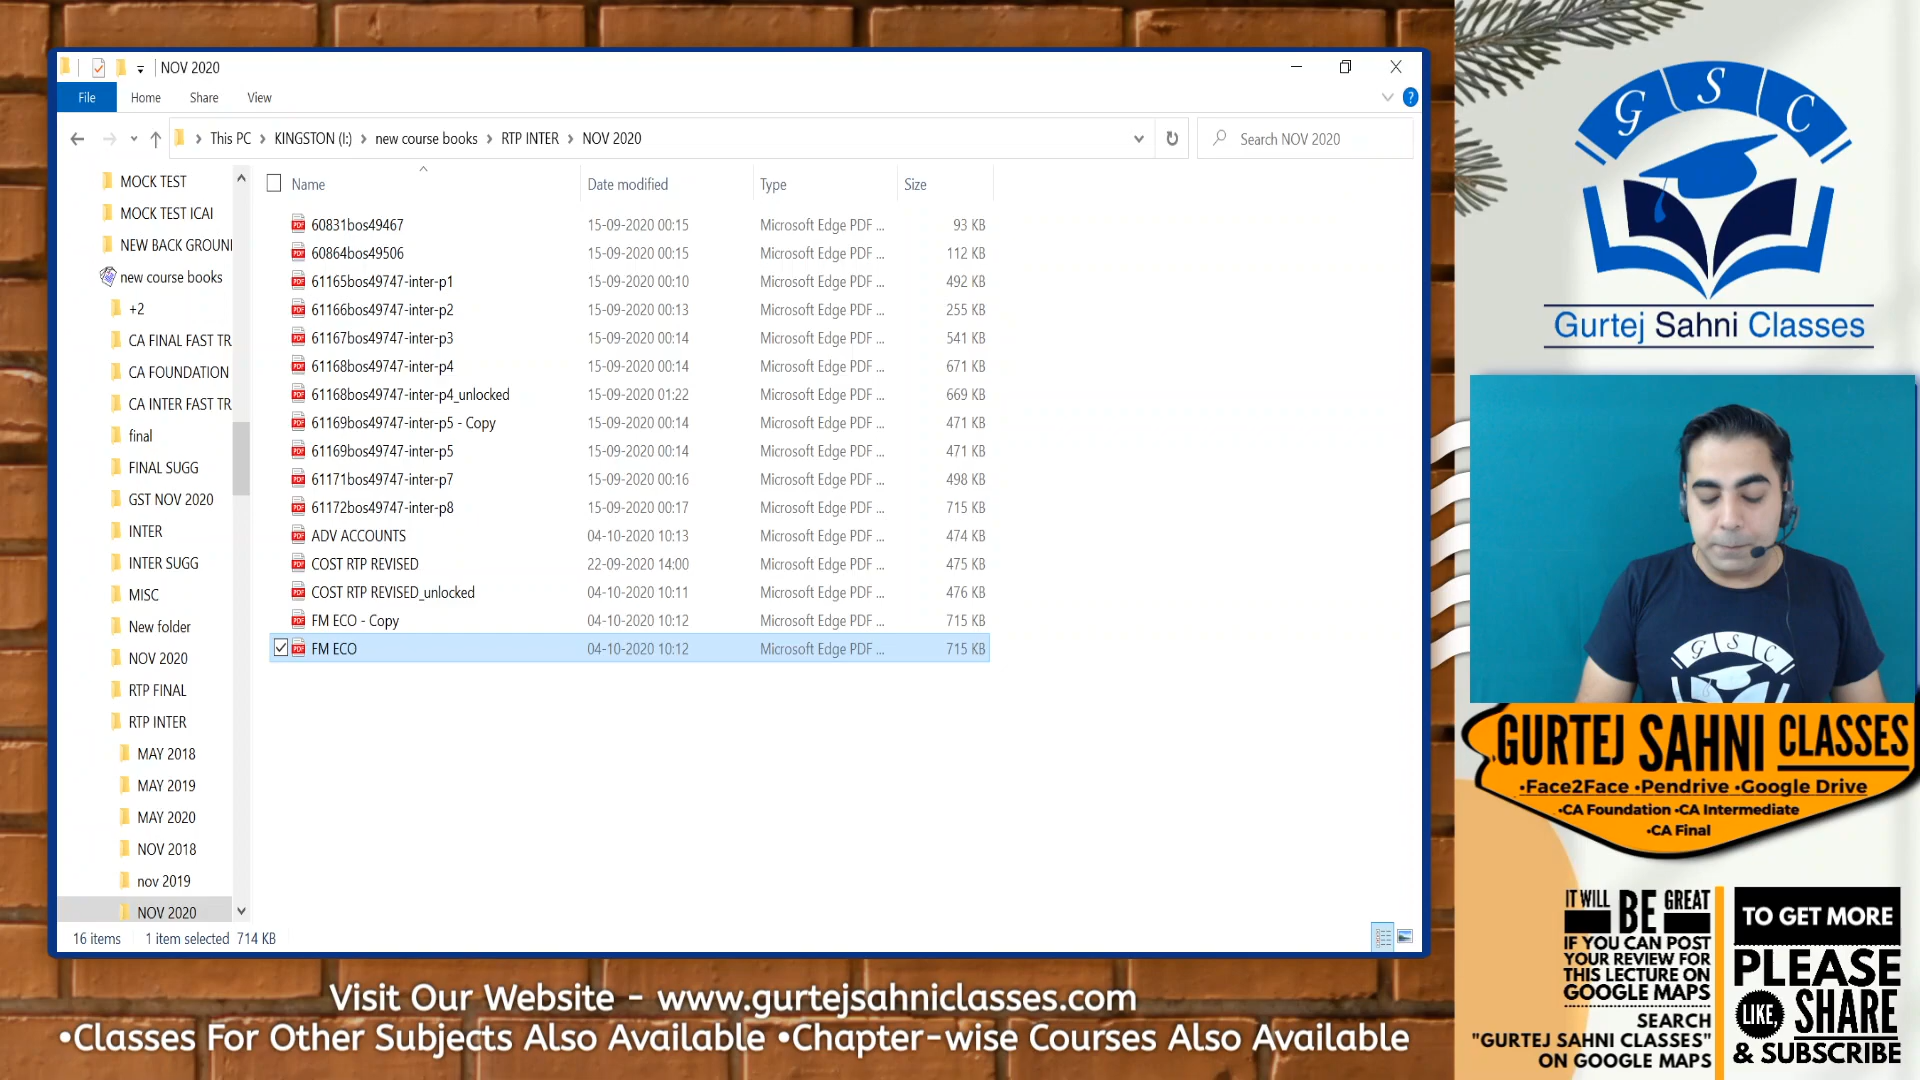 NOV 2020
File Home Share View
This PC > KINGSTON (I:) > new course books > RTP INTER > NOV 2020
Search NOV 2020
MOCK TEST
MOCK TEST ICAI
NEW BACK GROUN
new course books
+2
CA FINAL FAST TR
CA FOUNDATION
CA INTER FAST TR
final
FINAL SUGG
GST NOV 2020
INTER
INTER SUGG
MISC
New folder
NOV 2020
RTP FINAL
RTP INTER
MAY 2018
MAY 2019
MAY 2020
NOV 2018
nov 2019
NOV 2020
Name Date modified Type Size
60831bos49467 15-09-2020 00:15 Microsoft Edge PDF ... 93 KB
60864bos49506 15-09-2020 00:15 Microsoft Edge PDF ... 112 KB
61165bos49747-inter-p1 15-09-2020 00:10 Microsoft Edge PDF ... 492 KB
61166bos49747-inter-p2 15-09-2020 00:13 Microsoft Edge PDF ... 255 KB
61167bos49747-inter-p3 15-09-2020 00:14 Microsoft Edge PDF ... 541 KB
61168bos49747-inter-p4 15-09-2020 00:14 Microsoft Edge PDF ... 671 KB
61168bos49747-inter-p4_unlocked 15-09-2020 01:22 Microsoft Edge PDF ... 669 KB
61169bos49747-inter-p5 - Copy 15-09-2020 00:14 Microsoft Edge PDF ... 471 KB
61169bos49747-inter-p5 15-09-2020 00:14 Microsoft Edge PDF ... 471 KB
61171bos49747-inter-p7 15-09-2020 00:16 Microsoft Edge PDF ... 498 KB
61172bos49747-inter-p8 15-09-2020 00:17 Microsoft Edge PDF ... 715 KB
ADV ACCOUNTS 04-10-2020 10:13 Microsoft Edge PDF ... 474 KB
COST RTP REVISED 22-09-2020 14:00 Microsoft Edge PDF ... 475 KB
COST RTP REVISED_unlocked 04-10-2020 10:11 Microsoft Edge PDF ... 476 KB
FM ECO - Copy 04-10-2020 10:12 Microsoft Edge PDF ... 715 KB
FM ECO 04-10-2020 10:12 Microsoft Edge PDF ... 715 KB
16 items 1 item selected 714 KB
G S C
Gurtej Sahni Classes
G S C
GURTEJ SAHNI CLASSES
•Face2Face •Pendrive •Google Drive
•CA Foundation •CA Intermediate
•CA Final
IT WILL BE GREAT
IF YOU CAN POST
YOUR REVIEW FOR
THIS LECTURE ON
GOOGLE MAPS
SEARCH
"GURTEJ SAHNI CLASSES"
ON GOOGLE MAPS
TO GET MORE
PLEASE
LIKE, SHARE
& SUBSCRIBE
Visit Our Website - www.gurtejsahniclasses.com
•Classes For Other Subjects Also Available •Chapter-wise Courses Also Available